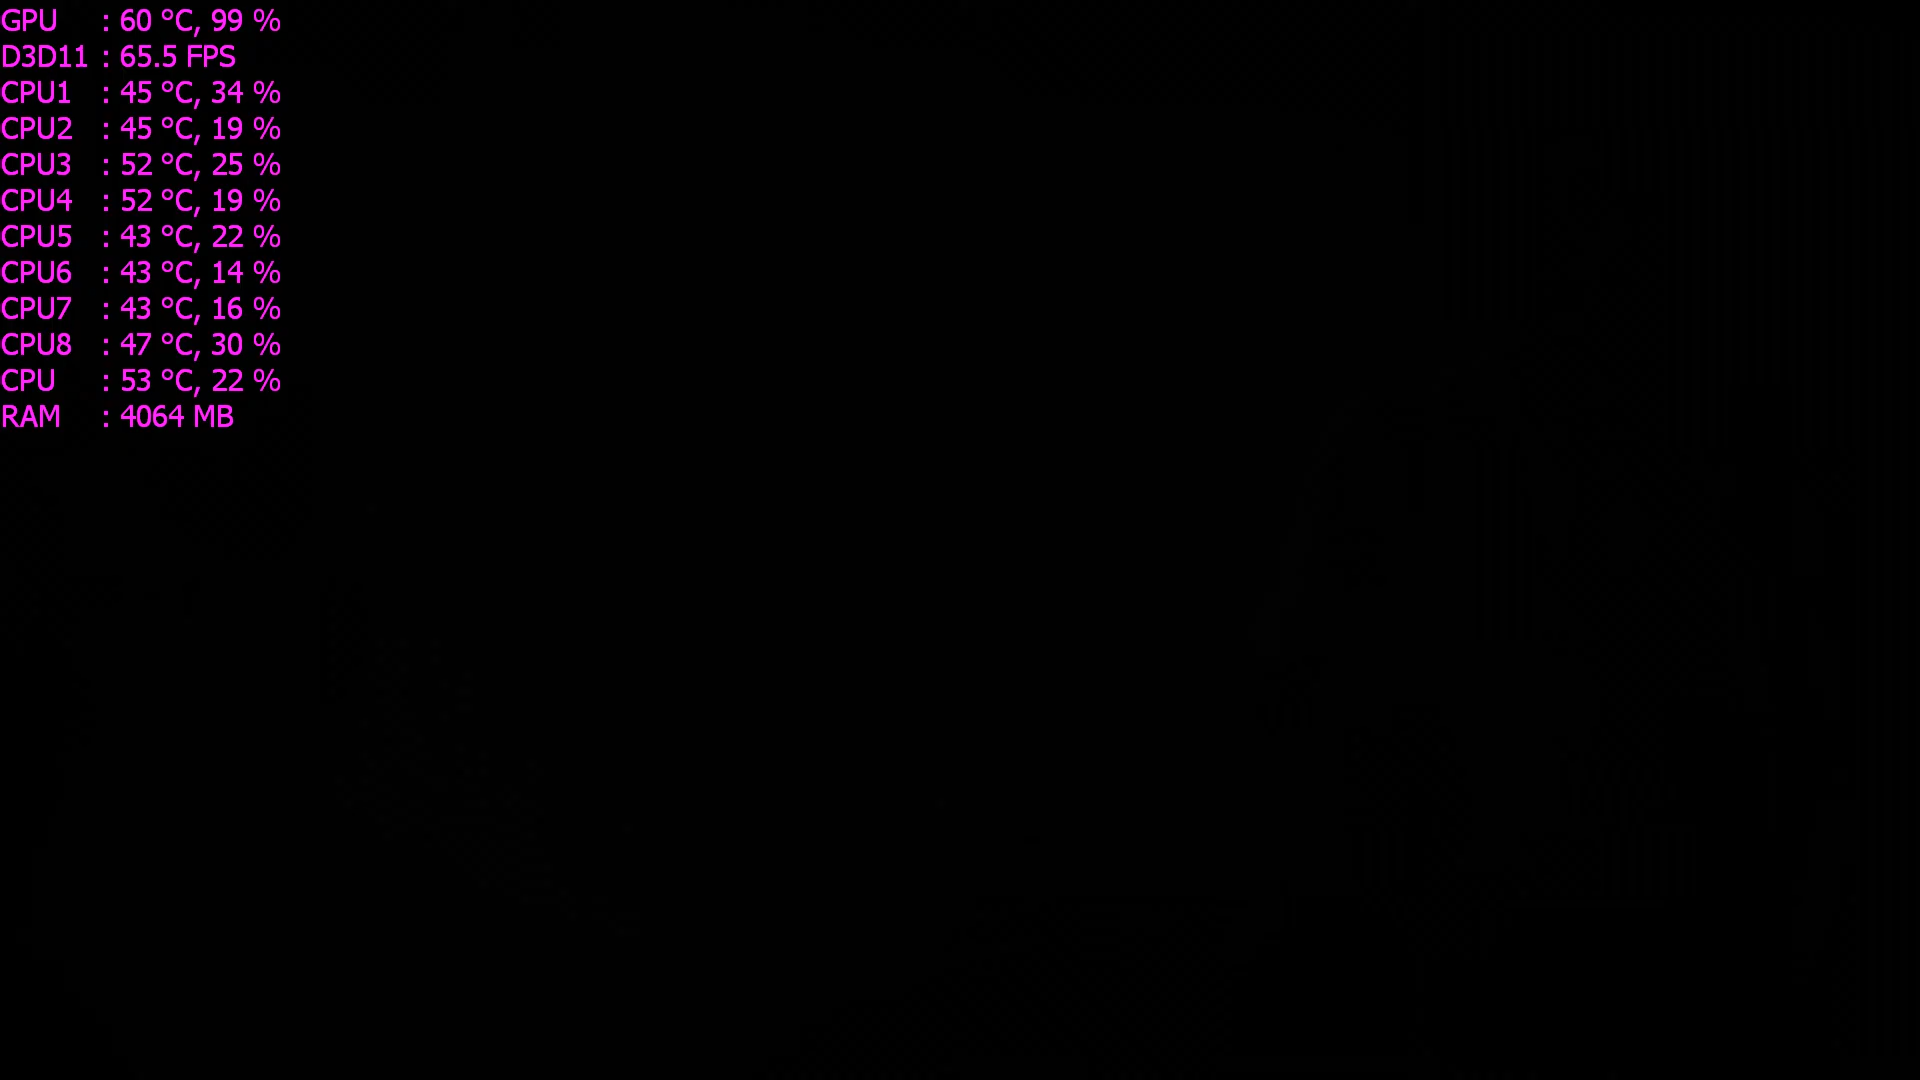 GPU : 60 °C, 99 %
D3D11 : 65.5 FPS
CPU1 : 45 °C, 34 %
CPU2 : 45 °C, 19 %
CPU3 : 52 °C, 25 %
CPU4 : 52 °C, 19 %
CPU5 : 43 °C, 22 %
CPU6 : 43 °C, 14 %
CPU7 : 43 °C, 16 %
CPU8 : 47 °C, 30 %
CPU : 53 °C, 22 %
RAM : 4064 MB